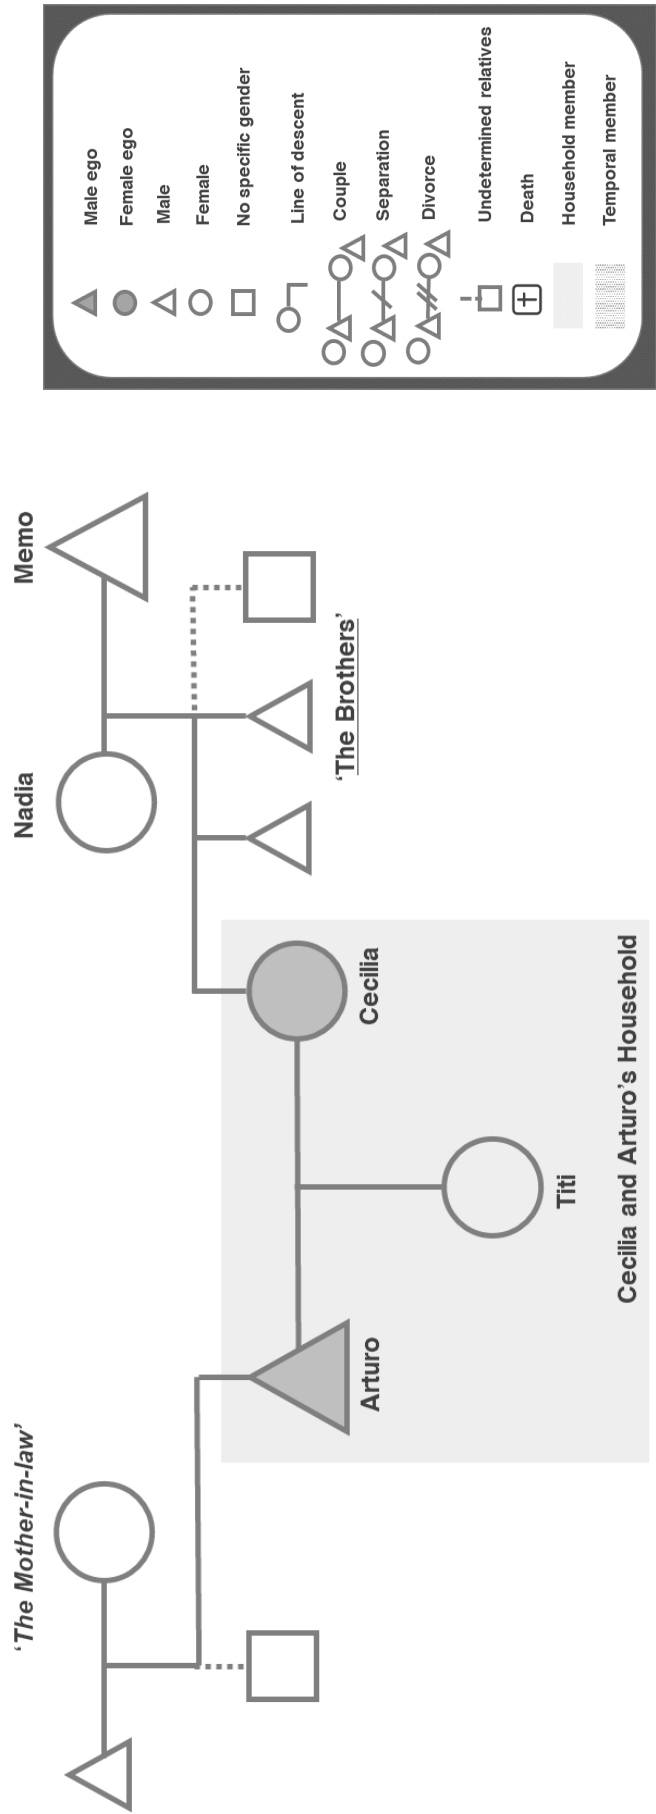 ‘The Mother-in-law’
Nadia
Memo
Arturo
Cecilia
‘The Brothers’
Titi
Cecilia and Arturo’s Household
Male ego
Female ego
Male
Female
No specific gender
Line of descent
Couple
Separation
Divorce
Undetermined relatives
Death
Household member
Temporal member